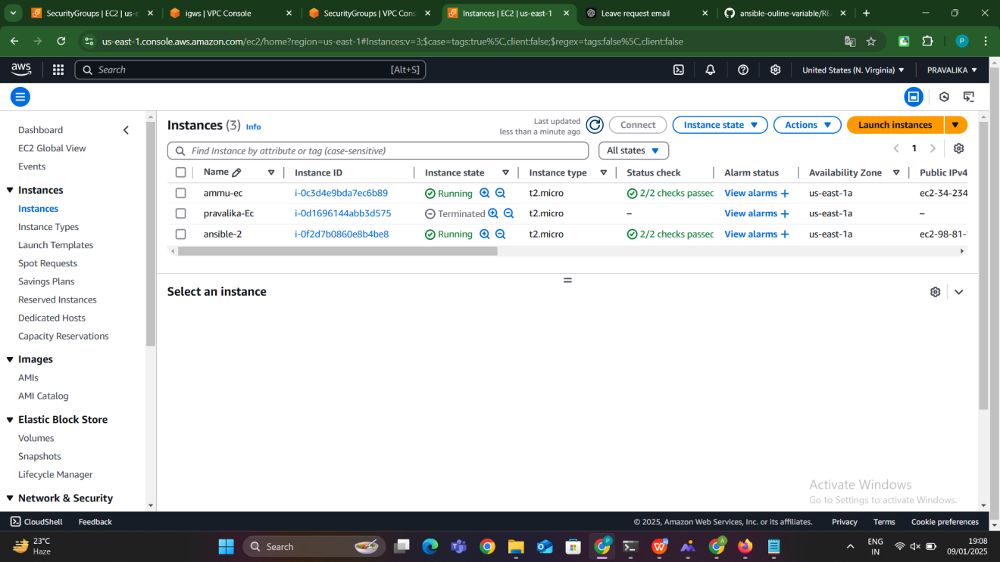 SecurityGroups | EC2 | us-e
igws | VPC Console
SecurityGroups | VPC Cons
Instances | EC2 | us-east-1
Leave request email
ansible-ouline-variable/RE
us-east-1.console.aws.amazon.com/ec2/home?region=us-east-1#Instances:v=3;$case=tags:true%5C,client:false;$regex=tags:false%5C,client:false
P
aws
Search
[Alt+S]
United States (N. Virginia)
PRAVALIKA
Dashboard
EC2 Global View
Events
Instances
Instances
Instance Types
Launch Templates
Spot Requests
Savings Plans
Reserved Instances
Dedicated Hosts
Capacity Reservations
Images
AMIs
AMI Catalog
Elastic Block Store
Volumes
Snapshots
Lifecycle Manager
Network & Security
Instances (3) Info
Last updated
less than a minute ago
Connect
Instance state
Actions
Launch instances
Find Instance by attribute or tag (case-sensitive)
All states
1
Name Instance ID Instance state Instance type Status check Alarm status Availability Zone Public IPv4
ammu-ec i-0c3d4e9bda7ec6b89 Running t2.micro 2/2 checks passed View alarms + us-east-1a ec2-34-234
pravalika-Ec i-0d1696144abb3d575 Terminated t2.micro – View alarms + us-east-1a –
ansible-2 i-0f2d7b0860e8b4be8 Running t2.micro 2/2 checks passed View alarms + us-east-1a ec2-98-81-
Select an instance
Activate Windows
Go to Settings to activate Windows.
CloudShell
Feedback
© 2025, Amazon Web Services, Inc. or its affiliates.
Privacy
Terms
Cookie preferences
23°C
Haze
Search
ENG
IN
19:08
09/01/2025